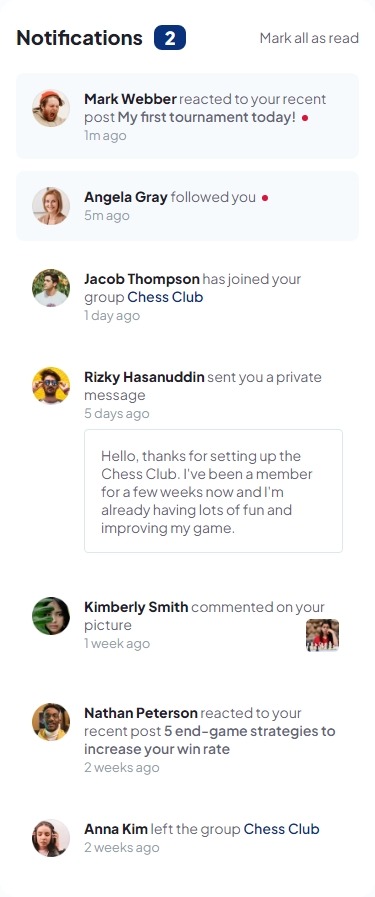 Notifications 2 Mark all as read
Mark Webber reacted to your recent
post My first tournament today!
1m ago
Angela Gray followed you
5m ago
Jacob Thompson has joined your
group Chess Club
1 day ago
Rizky Hasanuddin sent you a private
message
5 days ago
Hello, thanks for setting up the
Chess Club. I've been a member
for a few weeks now and I'm
already having lots of fun and
improving my game.
Kimberly Smith commented on your
picture
1 week ago
Nathan Peterson reacted to your
recent post 5 end-game strategies to
increase your win rate
2 weeks ago
Anna Kim left the group Chess Club
2 weeks ago